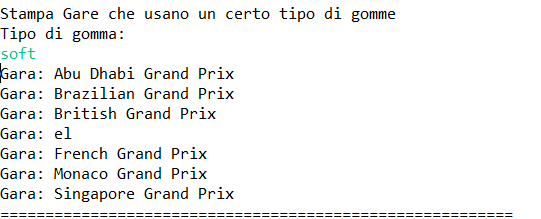 Stampa Gare che usano un certo tipo di gomme
Tipo di gomma:
soft
Gara: Abu Dhabi Grand Prix
Gara: Brazilian Grand Prix
Gara: British Grand Prix
Gara: el
Gara: French Grand Prix
Gara: Monaco Grand Prix
Gara: Singapore Grand Prix
=========================================================